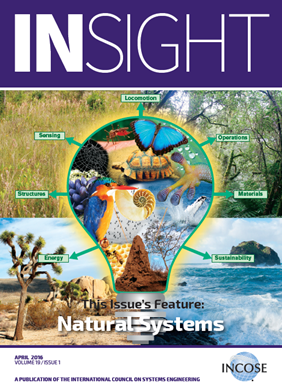 INSIGHT
Locomotion
Sensing
Operations
Structures
Materials
Energy
Sustainability
This Issue's Feature:
Natural Systems
APRIL 2016
VOLUME 19 / ISSUE 1
A PUBLICATION OF THE INTERNATIONAL COUNCIL ON SYSTEMS ENGINEERING
INCOSE